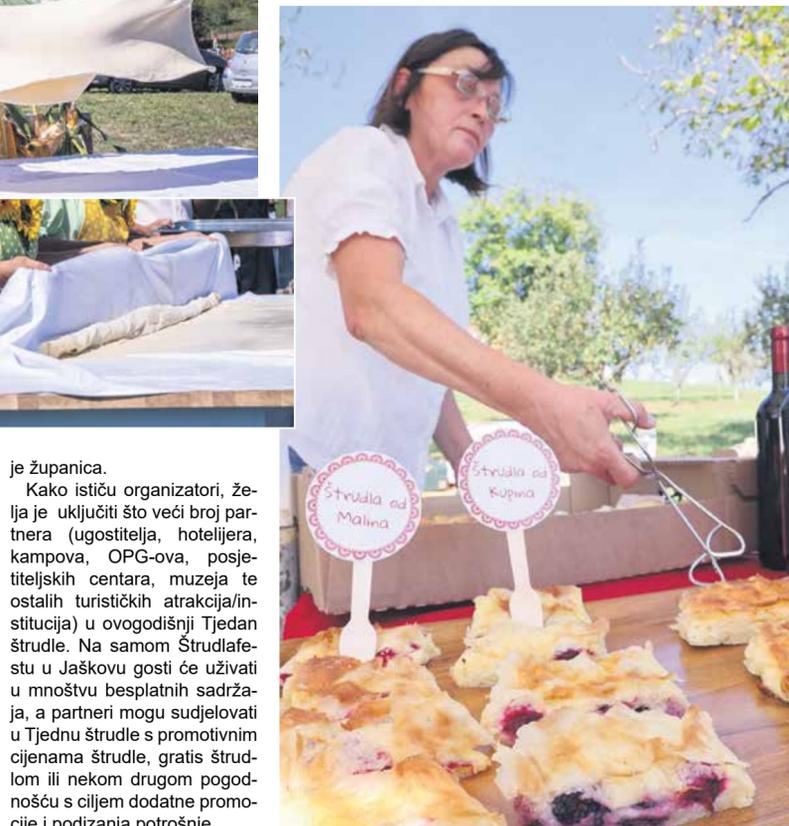 je županica.
Kako ističu organizatori, že-
lja je uključiti što veći broj par-
tnera (ugostitelja, hotelijera,
kampova, OPG-ova, posje-
titeljskih centara, muzeja te
ostalih turističkih atrakcija/in-
stitucija) u ovogodišnji Tjedan
štrudle. Na samom Štrudlafe-
stu u Jaškovu gosti će uživati
u mnoštvu besplatnih sadrža-
ja, a partneri mogu sudjelovati
u Tjednu štrudle s promotivnim
cijenama štrudle, gratis štrud-
lom ili nekom drugom pogod-
nošću s ciljem dodatne promo-
cije i podizanja potrošnje
Štrudla od
Malina
Štrudla od
Kupina